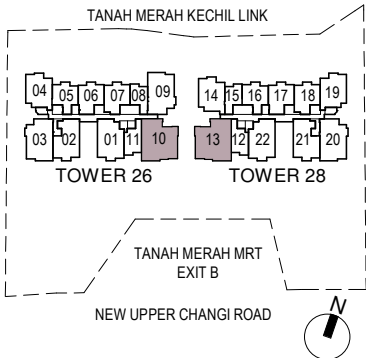 TANAH MERAH KECHIL LINK
04 05 06 07 08 09 14 15 16 17 18 19
03 02 01 11 10 13 12 22 21 20
TOWER 26 TOWER 28
TANAH MERAH MRT
EXIT B
NEW UPPER CHANGI ROAD
N